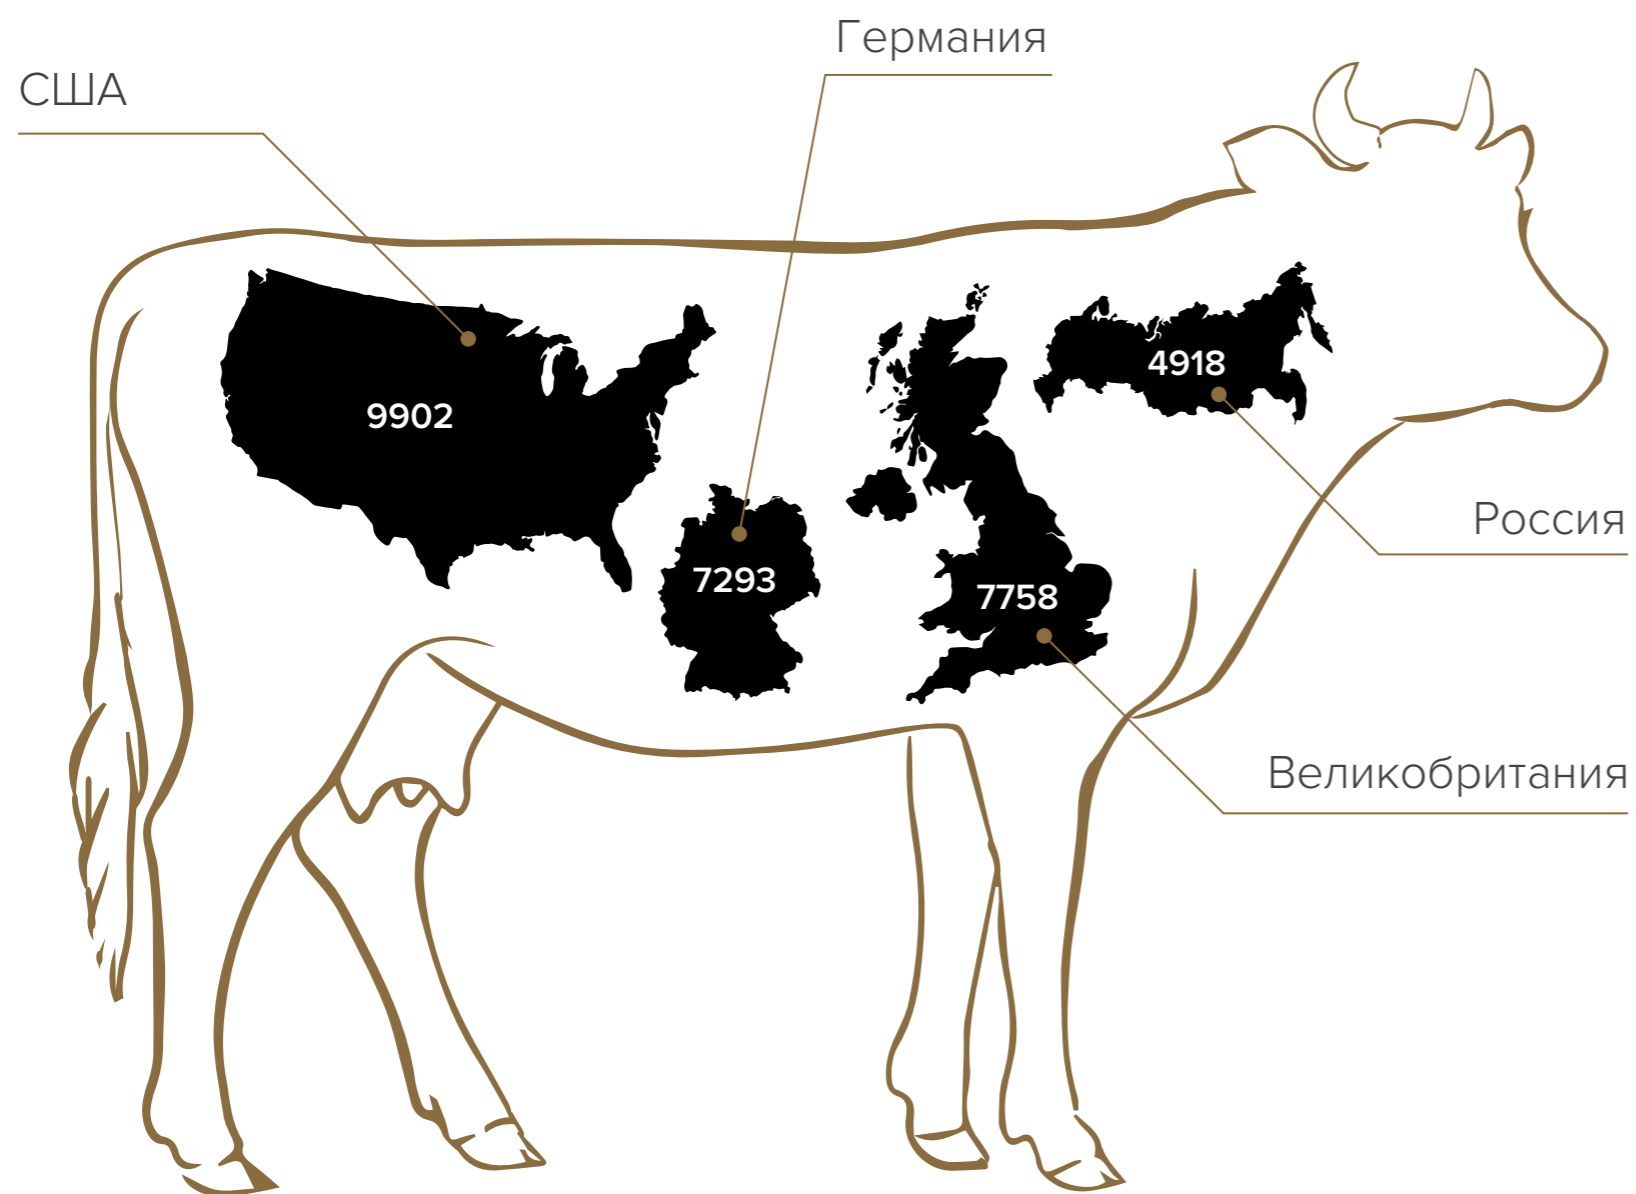 Германия
США
4918
9902
Россия
7293
7758
Великобритания